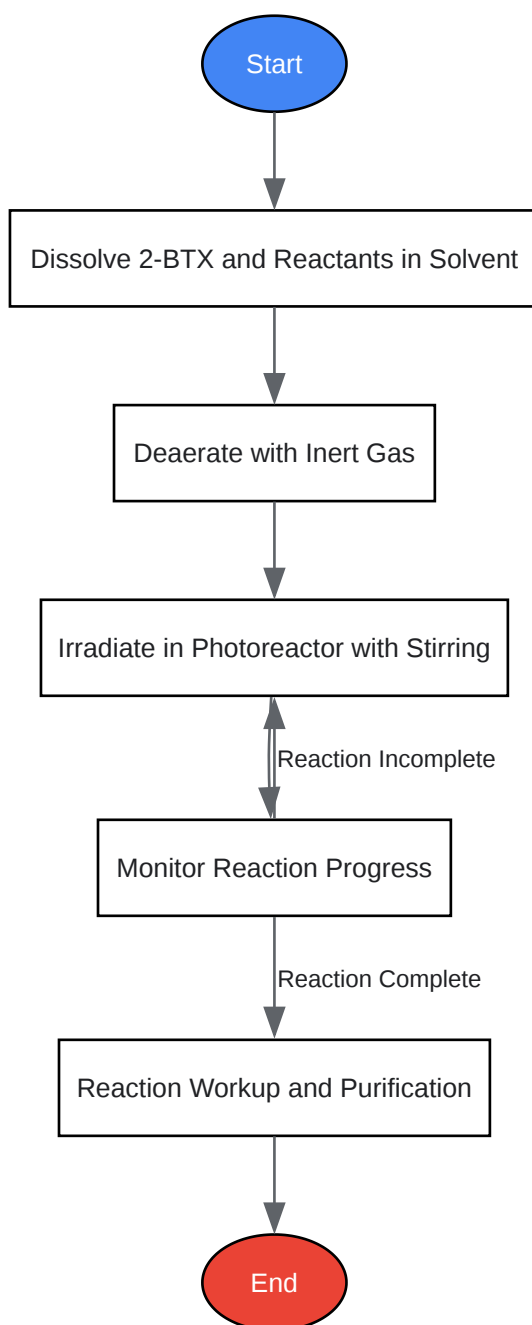 Start
Dissolve 2-BTX and Reactants in Solvent
Deaerate with Inert Gas
Irradiate in Photoreactor with Stirring
Reaction Incomplete
Monitor Reaction Progress
Reaction Complete
Reaction Workup and Purification
End